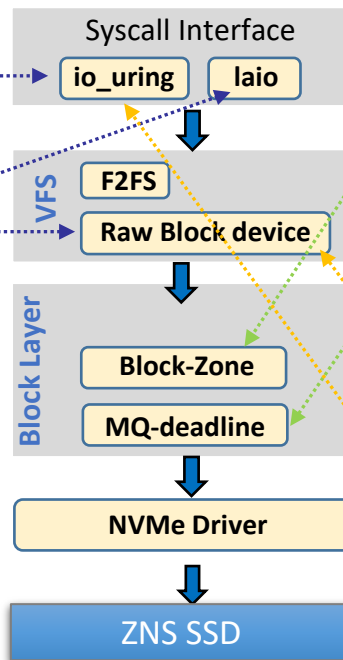 Syscall Interface
io_uring
laio
VFS
F2FS
Raw Block device
Block Layer
Block-Zone
MQ-deadline
NVMe Driver
ZNS SSD